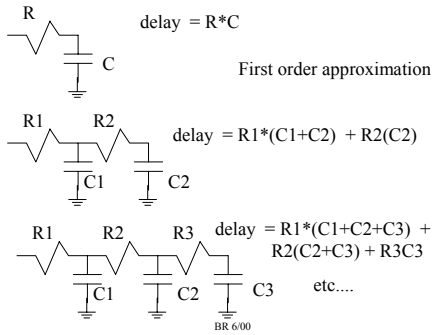 R
delay = R*C
C
First order approximation
R1 R2
delay = R1*(C1+C2) + R2(C2)
C1 C2
R1 R2 R3
delay = R1*(C1+C2+C3) +
R2(C2+C3) + R3C3
C1 C2 C3
etc....
BR 6/00